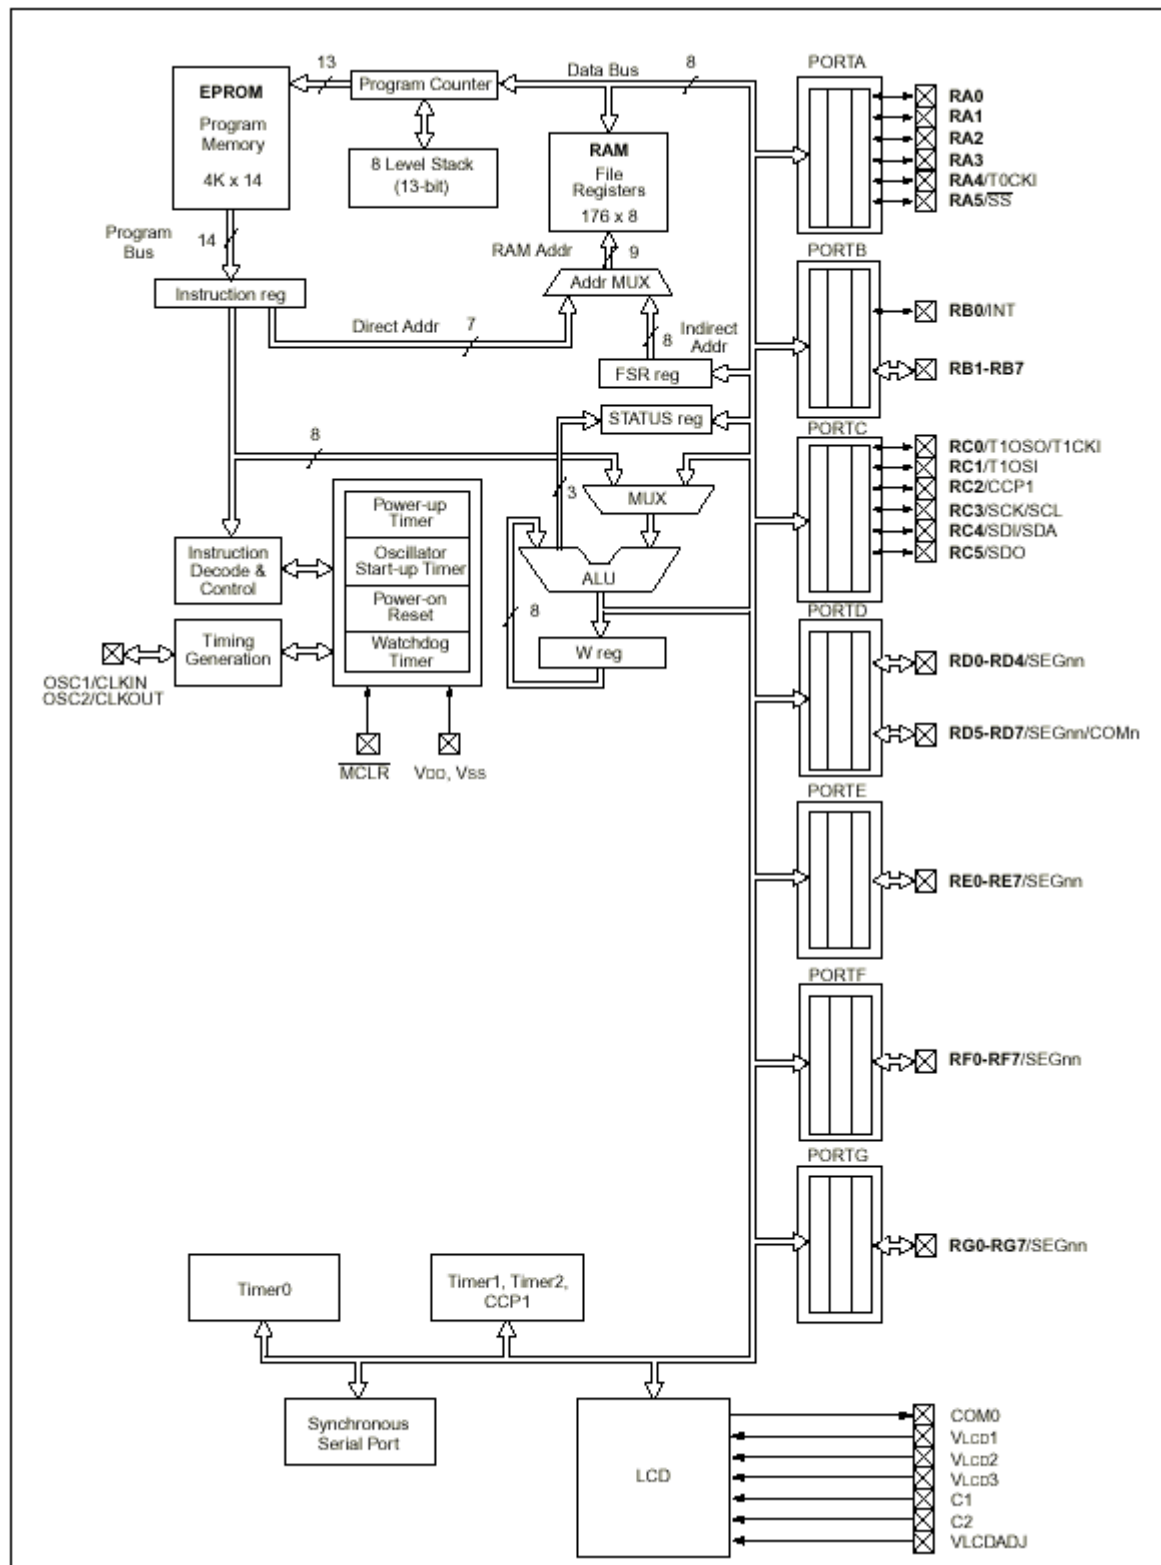 13
8
PORTA
Data Bus
Program Counter
EPROM
Program
Memory
4K x 14
8 Level Stack
(13-bit)
RAM
File
Registers
176 x 8
RA0
RA1
RA2
RA3
RA4/T0CKI
RA5/SS
Program
Bus
14
RAM Addr
9
PORTB
Addr MUX
Instruction reg
RB0/INT
Direct Addr
7
8
Indirect
Addr
FSR reg
RB1-RB7
STATUS reg
PORTC
8
RC0/T1OSO/T1CKI
RC1/T1OSI
RC2/CCP1
RC3/SCK/SCL
RC4/SDI/SDA
RC5/SDO
3
MUX
Power-up
Timer
Instruction
Decode &
Control
Oscillator
Start-up Timer
ALU
Power-on
Reset
8
PORTD
Timing
Generation
Watchdog
Timer
W reg
RD0-RD4/SEGnn
OSC1/CLKIN
OSC2/CLKOUT
RD5-RD7/SEGnn/COMn
MCLR
VDD, VSS
PORTE
RE0-RE7/SEGnn
PORTF
RF0-RF7/SEGnn
PORTG
RG0-RG7/SEGnn
Timer0
Timer1, Timer2,
CCP1
Synchronous
Serial Port
LCD
COM0
VLCD1
VLCD2
VLCD3
C1
C2
VLCDADJ